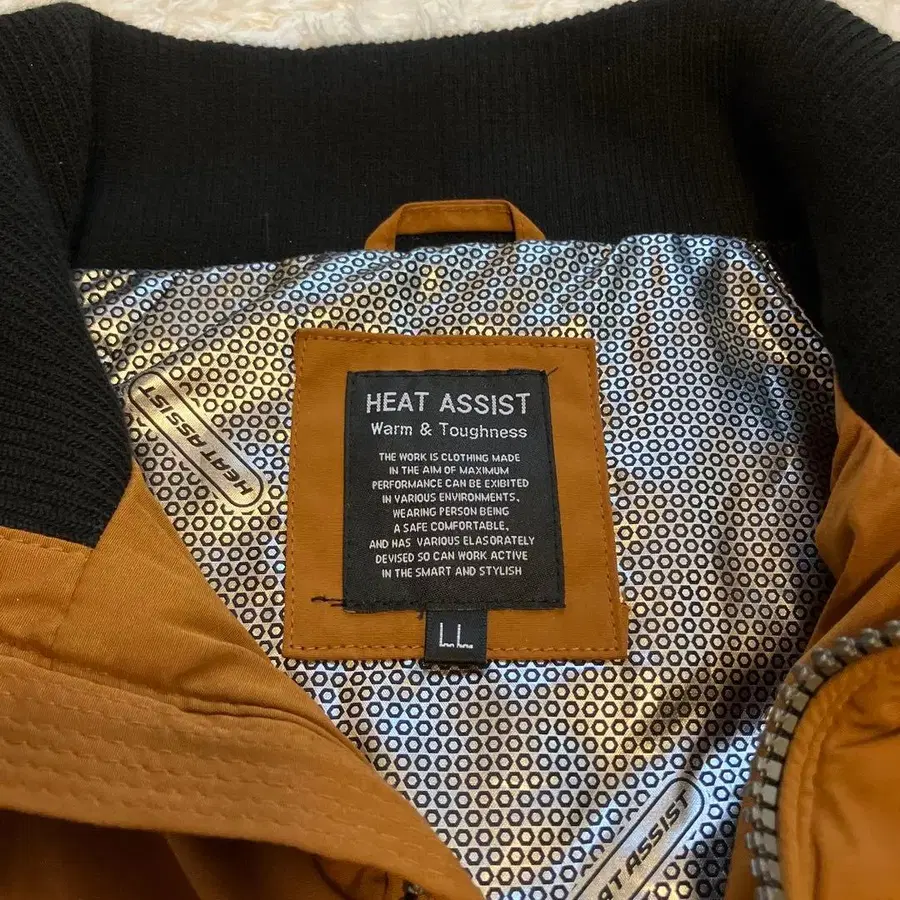 HEAT ASSIST
Warm & Toughness
THE WORK IS CLOTHING MADE
IN THE AIM OF MAXIMUM
PERFORMANCE CAN BE EXIBITED
IN VARIOUS ENVIRONMENTS,
WEARING PERSON BEING
A SAFE COMFORTABLE,
AND HAS VARIOUS ELASORATELY
DEVISED SO CAN WORK ACTIVE
IN THE SMART AND STYLISH
LL
HEAT ASSIST
AT ASSIST